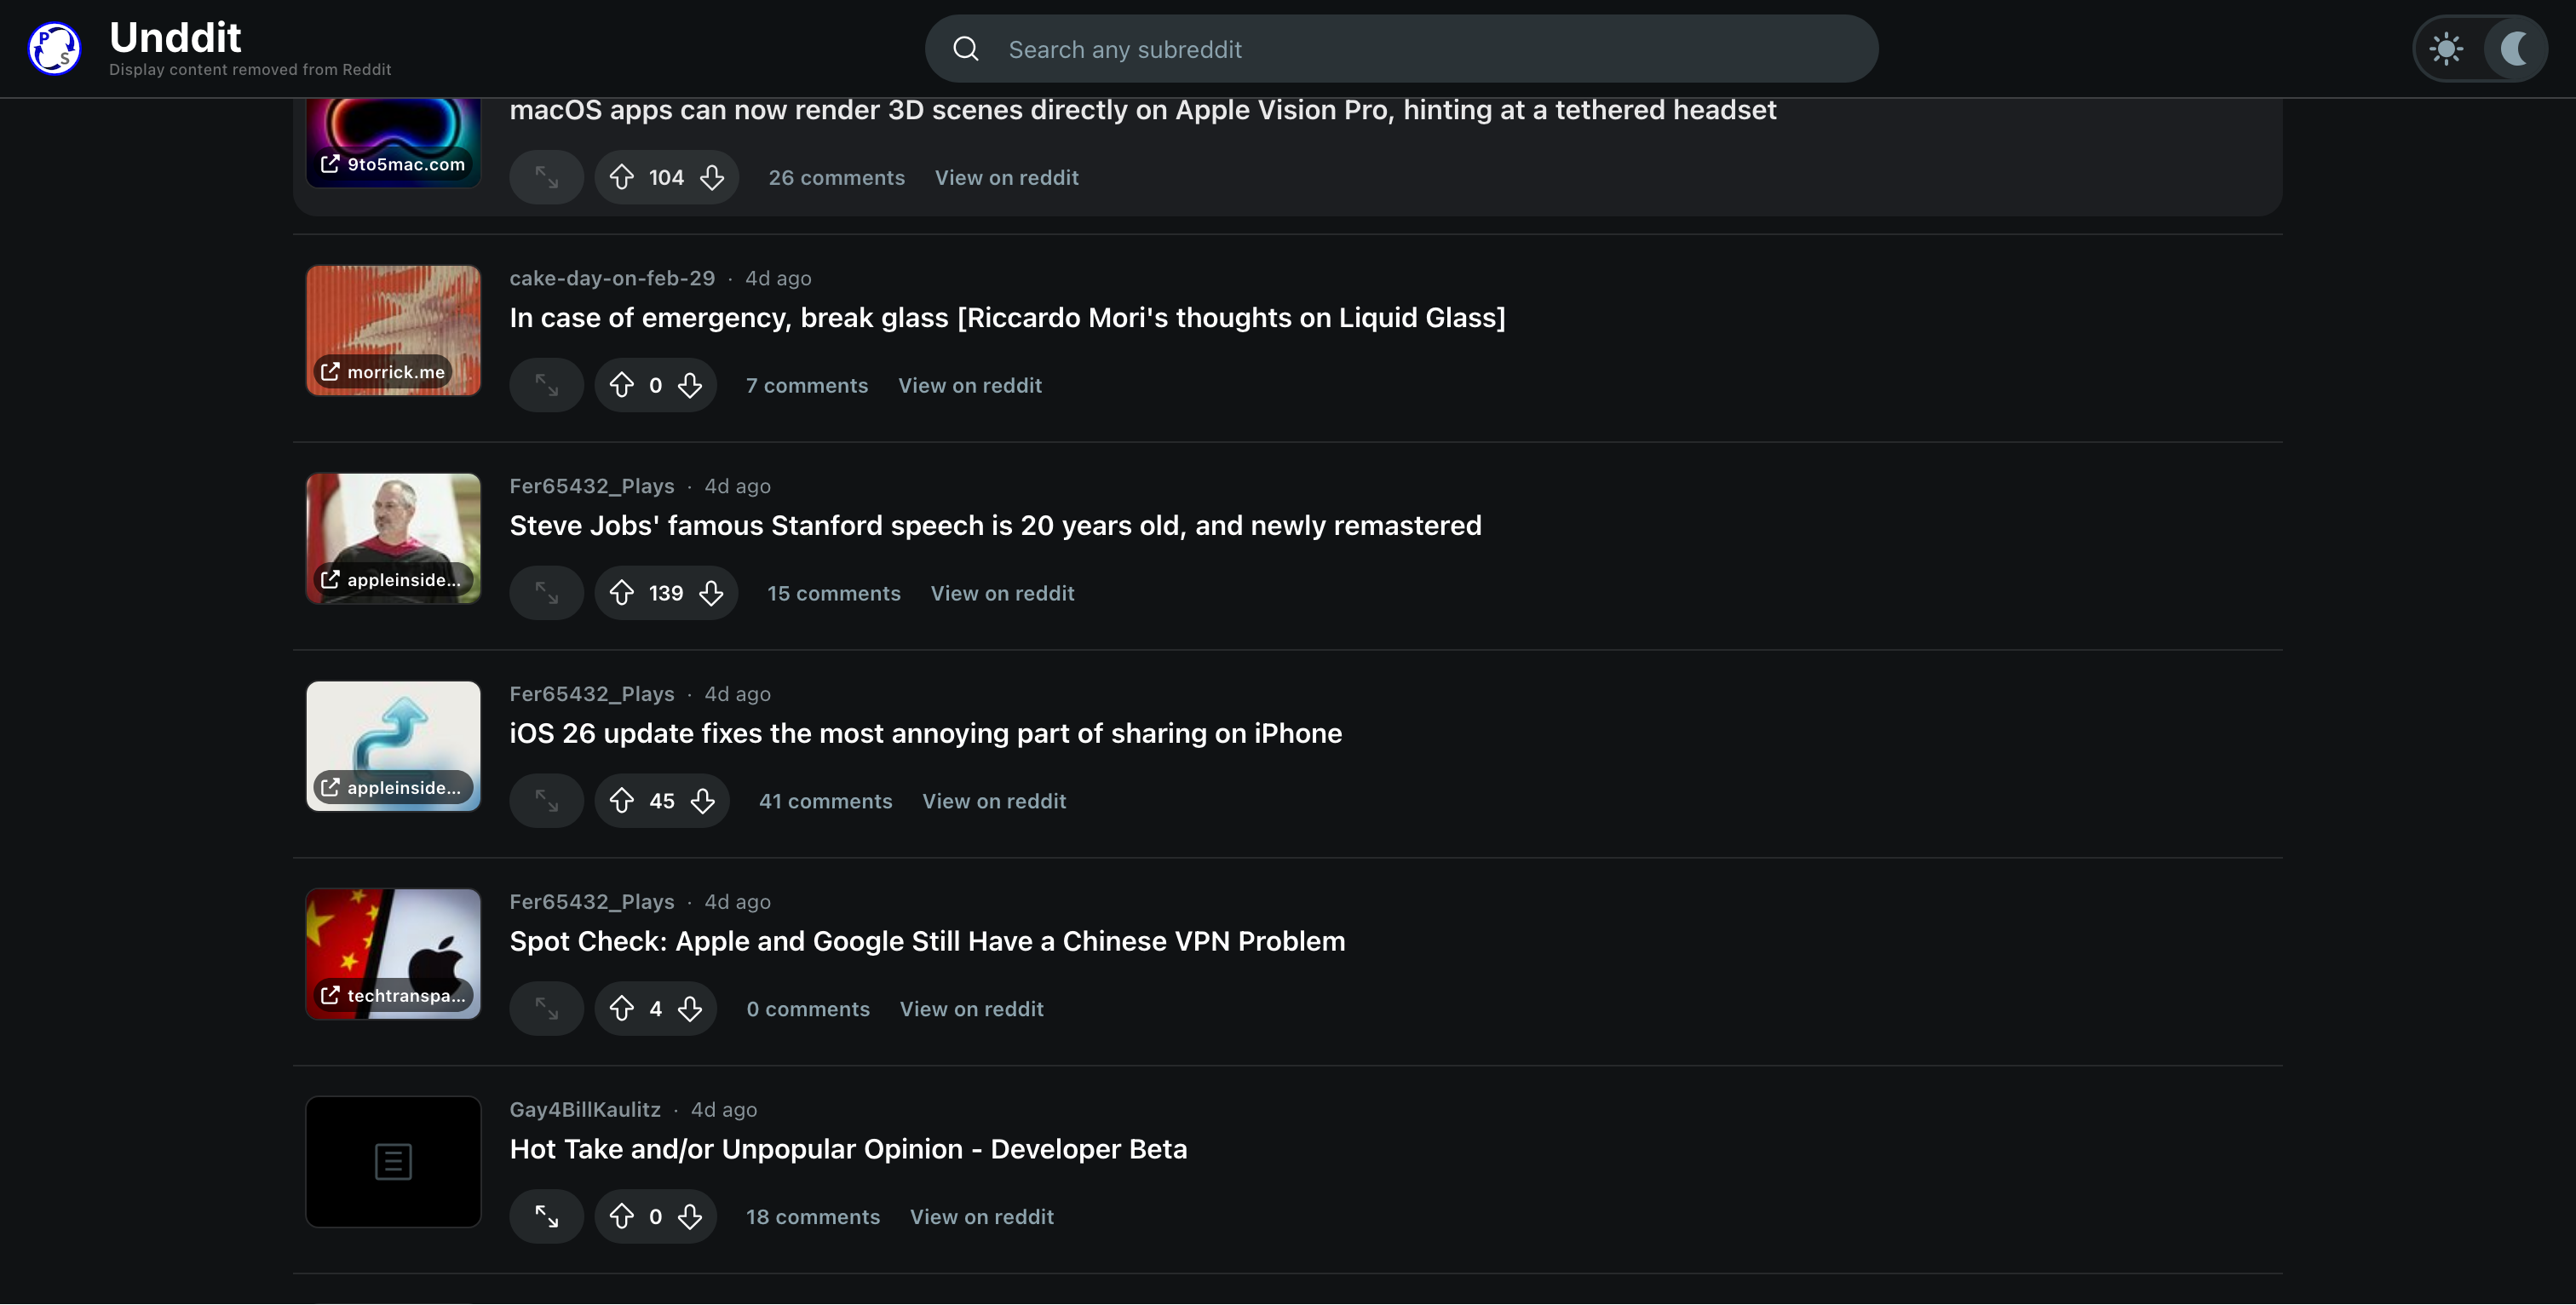 Unddit
Display content removed from Reddit
Search any subreddit
macOS apps can now render 3D scenes directly on Apple Vision Pro, hinting at a tethered headset
9to5mac.com
104
26 comments
View on reddit
cake-day-on-feb-29 · 4d ago
In case of emergency, break glass [Riccardo Mori's thoughts on Liquid Glass]
morrick.me
0
7 comments
View on reddit
Fer65432_Plays · 4d ago
Steve Jobs' famous Stanford speech is 20 years old, and newly remastered
appleinside...
139
15 comments
View on reddit
Fer65432_Plays · 4d ago
iOS 26 update fixes the most annoying part of sharing on iPhone
appleinside...
45
41 comments
View on reddit
Fer65432_Plays · 4d ago
Spot Check: Apple and Google Still Have a Chinese VPN Problem
techtranspa...
4
0 comments
View on reddit
Gay4BillKaulitz · 4d ago
Hot Take and/or Unpopular Opinion - Developer Beta
0
18 comments
View on reddit